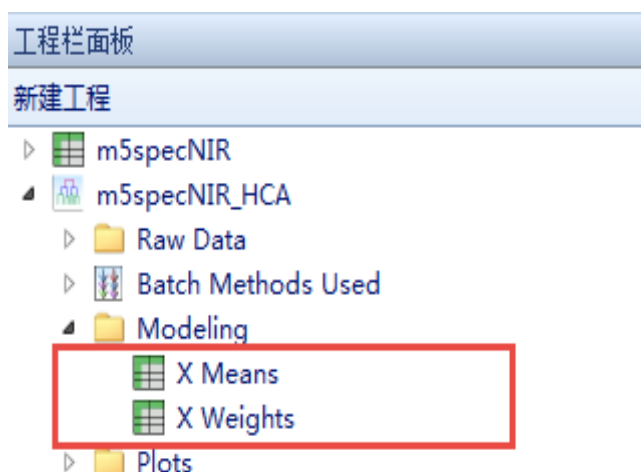 工程栏面板
新建工程
m5specNIR
m5specNIR_HCA
Raw Data
Batch Methods Used
Modeling
X Means
X Weights
Plots